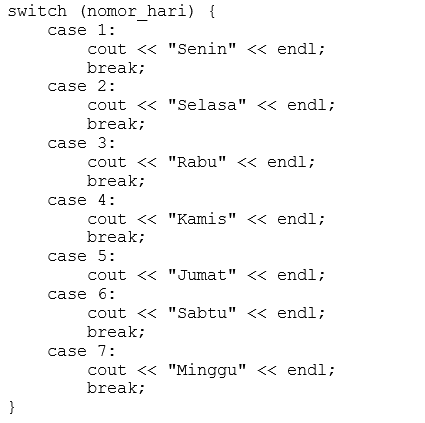 switch (nomor_hari) {
    case 1:
        cout << "Senin" << endl;
        break;
    case 2:
        cout << "Selasa" << endl;
        break;
    case 3:
        cout << "Rabu" << endl;
        break;
    case 4:
        cout << "Kamis" << endl;
        break;
    case 5:
        cout << "Jumat" << endl;
    case 6:
        cout << "Sabtu" << endl;
        break;
    case 7:
        cout << "Minggu" << endl;
        break;
}